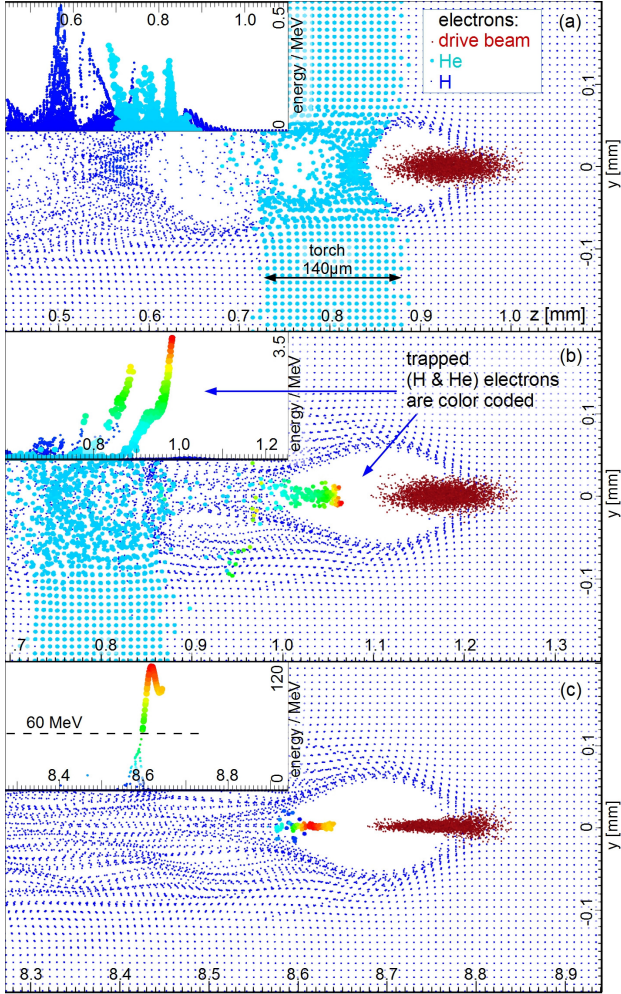 0.6 0.8 1.0
0.5
0
energy / MeV
electrons:
drive beam
He
H
(a)
0.1
0
-0.1
y [mm]
torch
140μm
0.5 0.6 0.7 0.8 0.9 1.0 z [mm]
3.5
energy / MeV
0.8 1.0 1.2
trapped
(H & He) electrons
are color coded
(b)
0.1
0
-0.1
y [mm]
.7 0.8 0.9 1.0 1.1 1.2 1.3
120
0
energy / MeV
60 MeV
8.4 8.6 8.8
(c)
0.1
0
-0.1
y [mm]
8.3 8.4 8.5 8.6 8.7 8.8 8.9